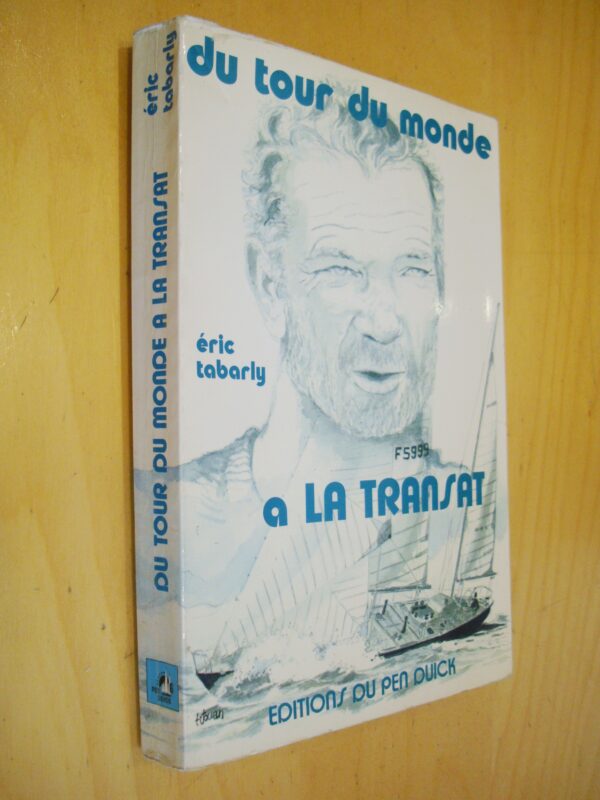 éric
tabarly
DU TOUR DU MONDE A LA TRANSAT
du tour du monde
éric
tabarly
F5999
a LA TRANSAT
EDITIONS DU PEN DUICK